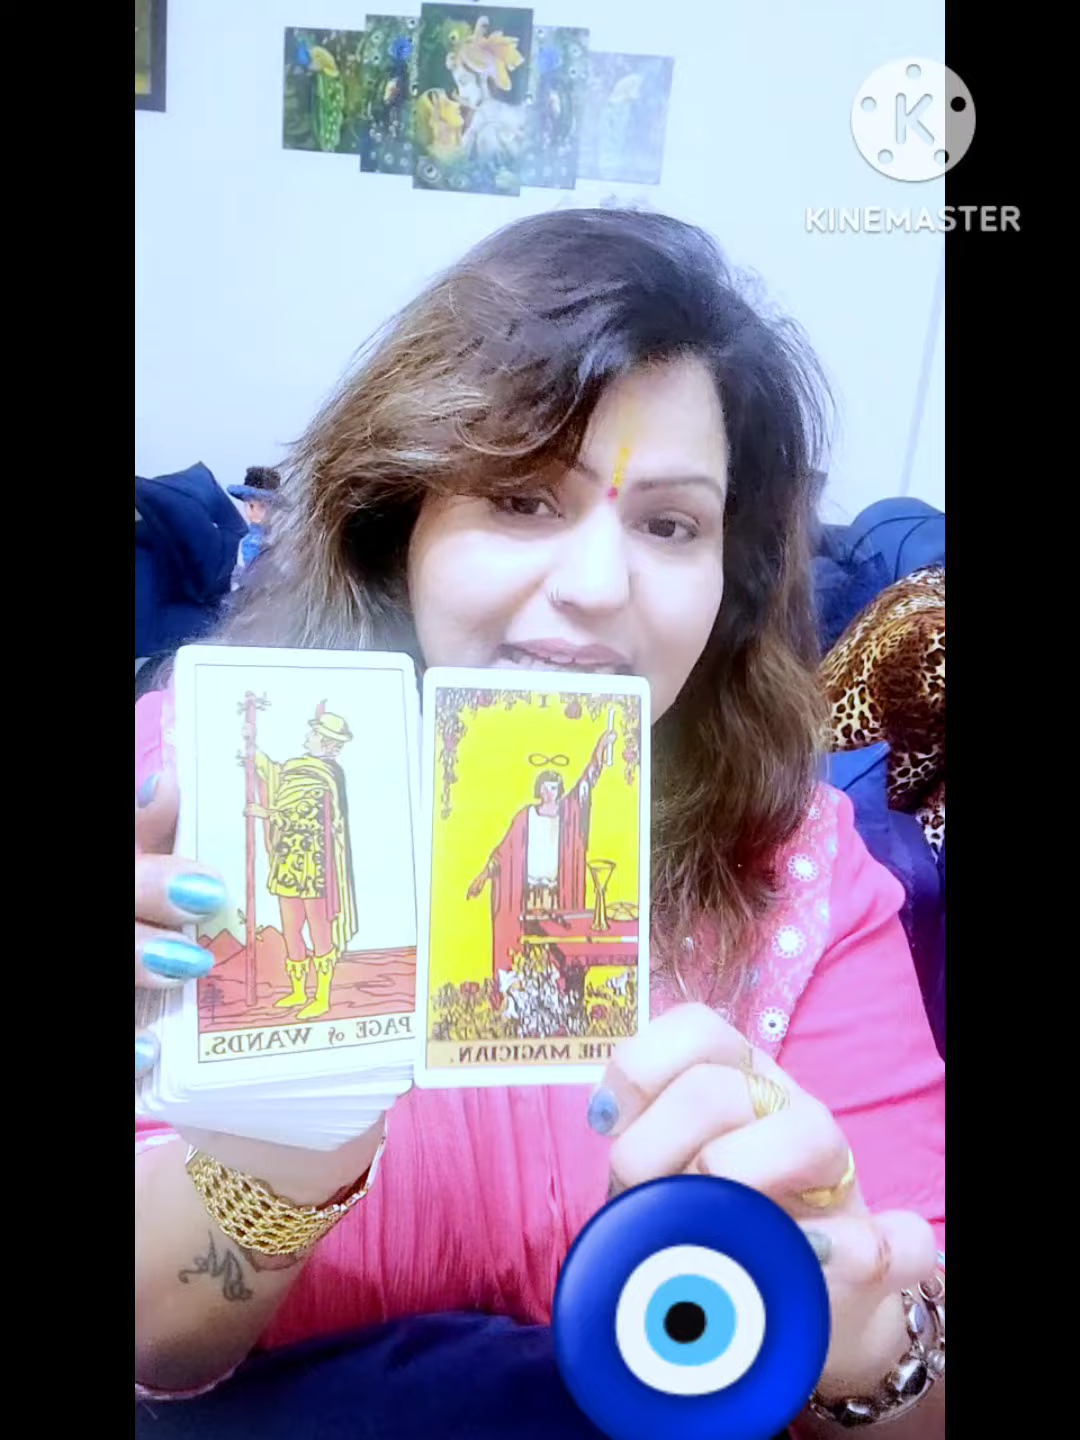 K
KINEMASTER
I
PAGE of WANDS.
THE MAGICIAN.